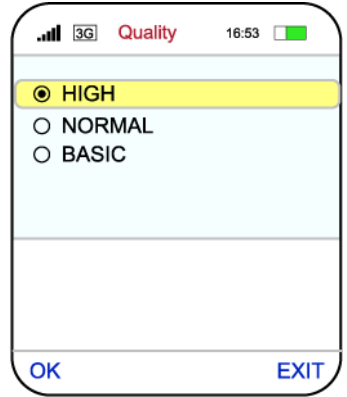 3G Quality 16:53
HIGH
NORMAL
BASIC
OK EXIT